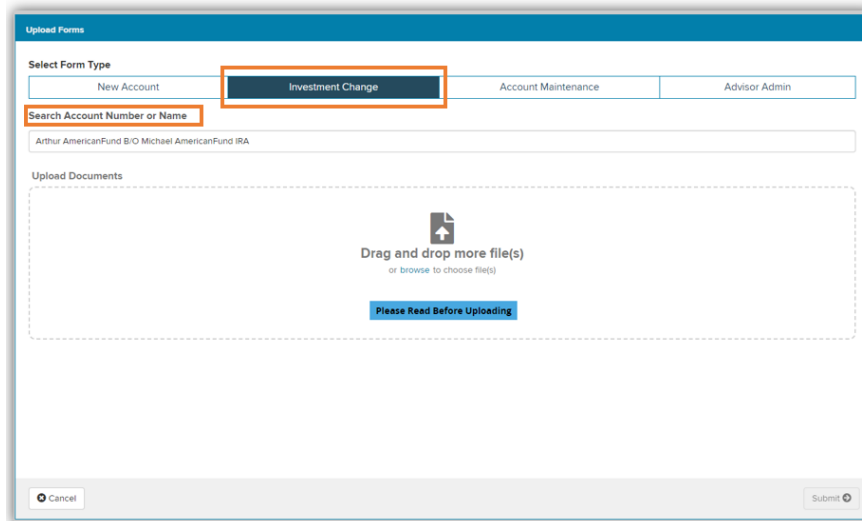 Upload Forms
Select Form Type
New Account Investment Change Account Maintenance Advisor Admin
Search Account Number or Name
Arthur AmericanFund B/O Michael AmericanFund IRA
Upload Documents
Drag and drop more file(s)
or browse to choose file(s)
Please Read Before Uploading
Cancel Submit